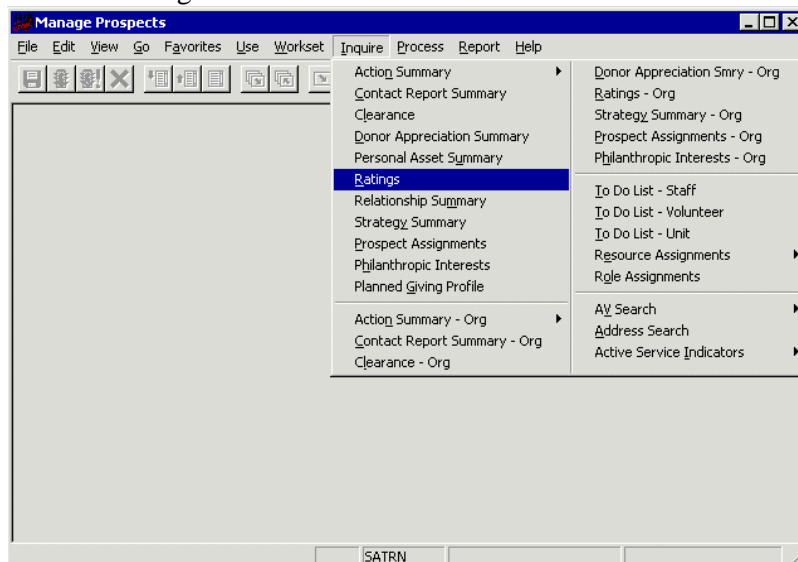 Manage Prospects
File Edit View Go Favorites Use Workset Inquire Process Report Help
Action Summary
Contact Report Summary
Clearance
Donor Appreciation Summary
Personal Asset Summary
Ratings
Relationship Summary
Strategy Summary
Prospect Assignments
Philanthropic Interests
Planned Giving Profile
Action Summary - Org
Contact Report Summary - Org
Clearance - Org
Donor Appreciation Smry - Org
Ratings - Org
Strategy Summary - Org
Prospect Assignments - Org
Philanthropic Interests - Org
To Do List - Staff
To Do List - Volunteer
To Do List - Unit
Resource Assignments
Role Assignments
AV Search
Address Search
Active Service Indicators
SATRN